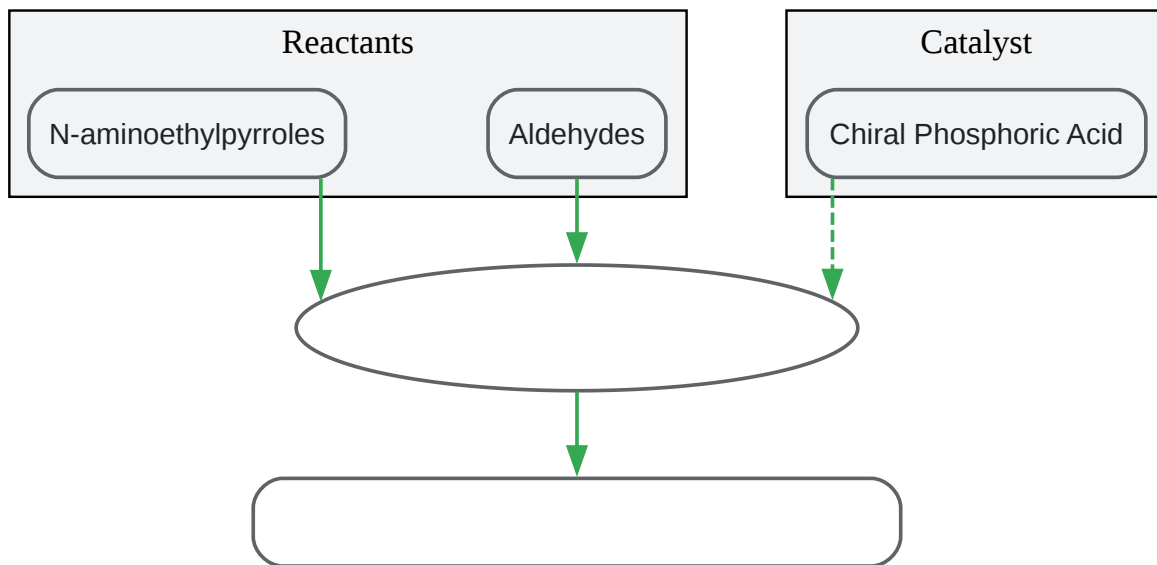 Reactants
Catalyst
N-aminoethylpyrroles
Aldehydes
Chiral Phosphoric Acid